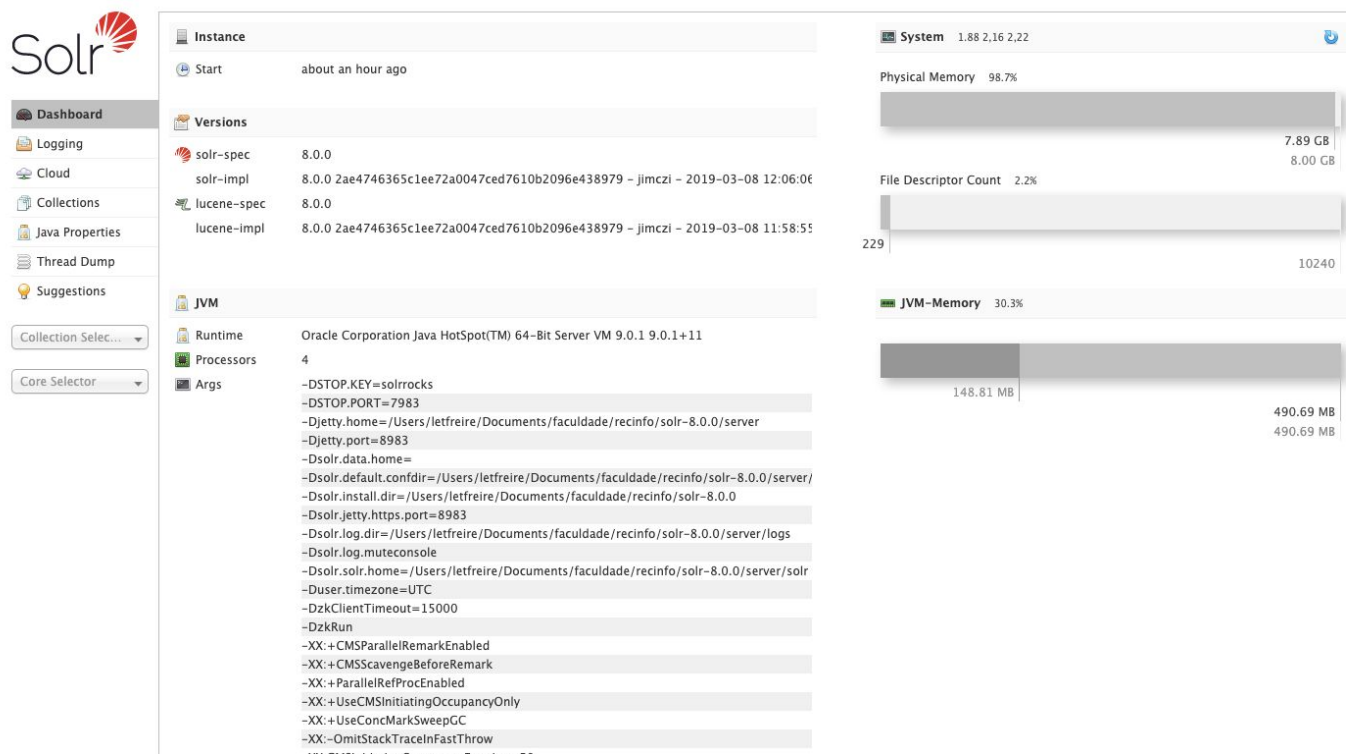 Solr
Dashboard
Logging
Cloud
Collections
Java Properties
Thread Dump
Suggestions
Collection Selec...
Core Selector
Instance
Start about an hour ago
Versions
solr-spec 8.0.0
solr-impl 8.0.0 2ae4746365c1ee72a0047ced7610b2096e438979 - jimczi - 2019-03-08 12:06:06
lucene-spec 8.0.0
lucene-impl 8.0.0 2ae4746365c1ee72a0047ced7610b2096e438979 - jimczi - 2019-03-08 11:58:55
JVM
Runtime Oracle Corporation Java HotSpot(TM) 64-Bit Server VM 9.0.1 9.0.1+11
Processors 4
Args -DSTOP.KEY=solrrocks
-DSTOP.PORT=7983
-Djetty.home=/Users/letfreire/Documents/faculdade/recinfo/solr-8.0.0/server
-Djetty.port=8983
-Dsolr.data.home=
-Dsolr.default.confdir=/Users/letfreire/Documents/faculdade/recinfo/solr-8.0.0/server/
-Dsolr.install.dir=/Users/letfreire/Documents/faculdade/recinfo/solr-8.0.0
-Dsolr.jetty.https.port=8983
-Dsolr.log.dir=/Users/letfreire/Documents/faculdade/recinfo/solr-8.0.0/server/logs
-Dsolr.log.muteconsole
-Dsolr.solr.home=/Users/letfreire/Documents/faculdade/recinfo/solr-8.0.0/server/solr
-Duser.timezone=UTC
-DzkClientTimeout=15000
-DzkRun
-XX:+CMSParallelRemarkEnabled
-XX:+CMSScavengeBeforeRemark
-XX:+ParallelRefProcEnabled
-XX:+UseCMSInitiatingOccupancyOnly
-XX:+UseConcMarkSweepGC
-XX:-OmitStackTraceInFastThrow
System 1.88 2,16 2,22
Physical Memory 98.7%
7.89 GB
8.00 GB
File Descriptor Count 2.2%
229
10240
JVM-Memory 30.3%
148.81 MB
490.69 MB
490.69 MB